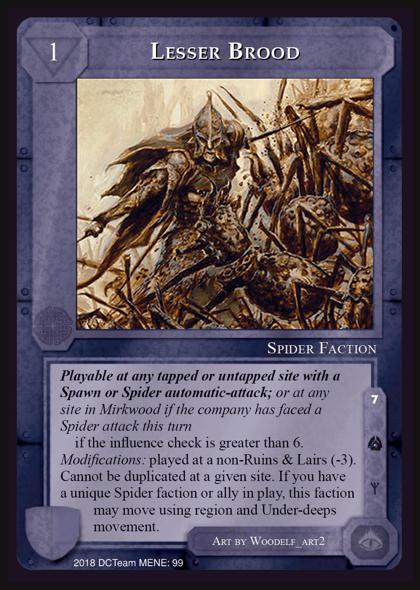 1
LESSER BROOD
SPIDER FACTION
Playable at any tapped or untapped site with a
Spawn or Spider automatic-attack; or at any
site in Mirkwood if the company has faced a
Spider attack this turn
if the influence check is greater than 6.
Modifications: played at a non-Ruins & Lairs (-3).
Cannot be duplicated at a given site. If you have
a unique Spider faction or ally in play, this faction
may move using region and Under-deeps
movement.
7
ART BY WOODELF_ART2
2018 DCTeam MENE: 99